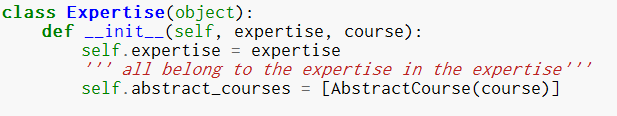 class Expertise(object):
def __init__(self, expertise, course):
self.expertise = expertise
''' all belong to the expertise in the expertise'''
self.abstract_courses = [AbstractCourse(course)]